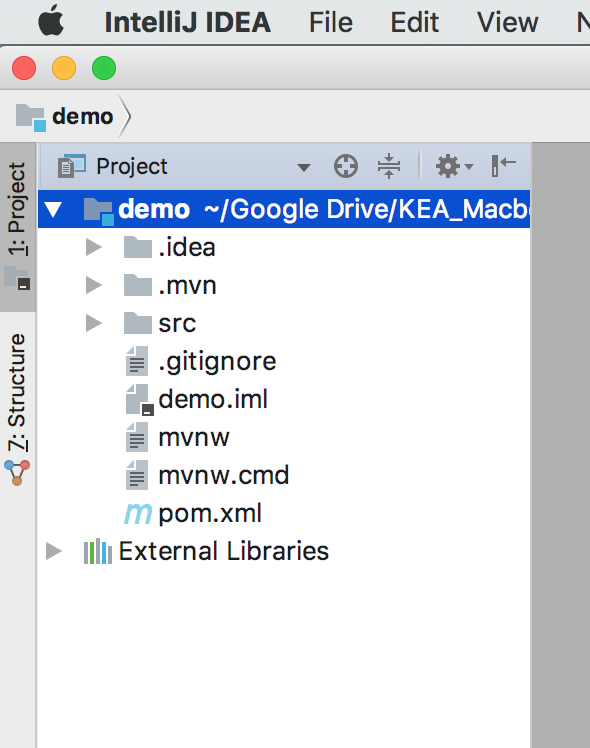 IntelliJ IDEA File Edit View
demo
Project
demo ~/Google Drive/KEA_Macb
.idea
.mvn
src
.gitignore
demo.iml
mvnw
mvnw.cmd
m pom.xml
External Libraries
1: Project
7: Structure